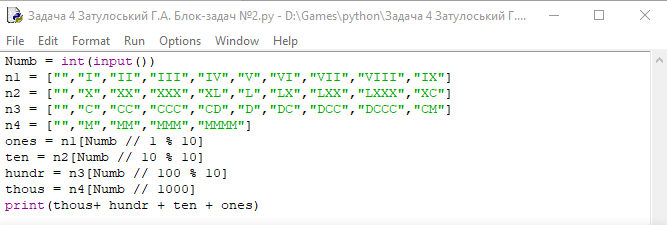 Задача 4 Затулоський Г.А. Блок-задач №2.py - D:\Games\python\Задача 4 Затулоський Г....
File Edit Format Run Options Window Help
Numb = int(input())
n1 = ["","I","II","III","IV","V","VI","VII","VIII","IX"]
n2 = ["","X","XX","XXX","XL","L","LX","LXX","LXXX","XC"]
n3 = ["","C","CC","CCC","CD","D","DC","DCC","DCCC","CM"]
n4 = ["","M","MM","MMM","MMMM"]
ones = n1[Numb // 1 % 10]
ten = n2[Numb // 10 % 10]
hundr = n3[Numb // 100 % 10]
thous = n4[Numb // 1000]
print(thous+ hundr + ten + ones)